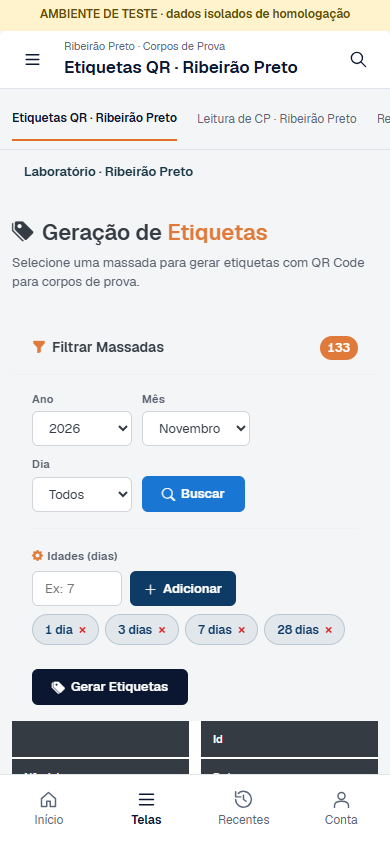 AMBIENTE DE TESTE · dados isolados de homologação
Ribeirão Preto · Corpos de Prova
Etiquetas QR · Ribeirão Preto
Etiquetas QR · Ribeirão Preto Leitura de CP · Ribeirão Preto Re
Laboratório · Ribeirão Preto
Geração de Etiquetas
Selecione uma massada para gerar etiquetas com QR Code
para corpos de prova.
Filtrar Massadas 133
Ano Mês
2026 Novembro
Dia
Todos Buscar
Idades (dias)
Ex: 7 + Adicionar
1 dia × 3 dias × 7 dias × 28 dias ×
Gerar Etiquetas
Id
Início Telas Recentes Conta